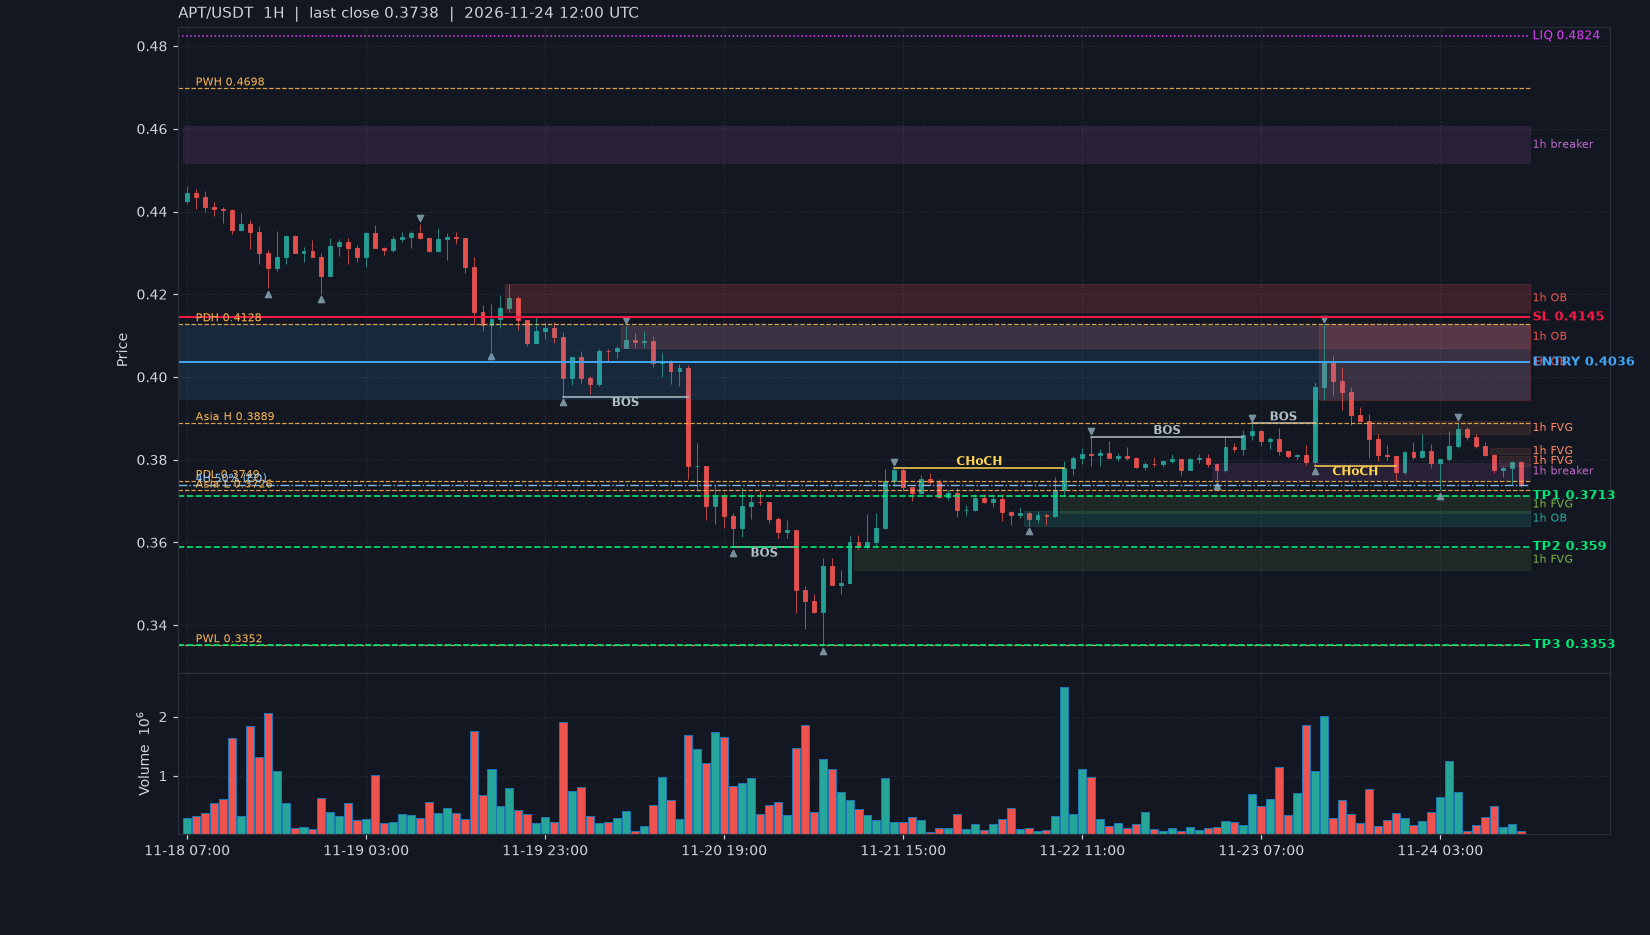 APT/USDT 1H | last close 0.3738 | 2026-11-24 12:00 UTC
0.48
0.46
0.44
0.42
0.40
0.38
0.36
0.34
Price
LIQ 0.4824
PWH 0.4698
1h breaker
1h OB
SL 0.4145
PDH 0.4128
1h OB
ENTRY 0.4036
BOS
Asia H 0.3889
BOS
BOS
1h FVG
1h FVG
1h FVG
CHoCH
CHoCH
1h breaker
PDL 0.3749
Asia L 0.3726
TP1 0.3713
1h FVG
1h OB
TP2 0.359
BOS
1h FVG
PWL 0.3352
TP3 0.3353
2
1
Volume 10⁶
11-18 07:00
11-19 03:00
11-19 23:00
11-20 19:00
11-21 15:00
11-22 11:00
11-23 07:00
11-24 03:00